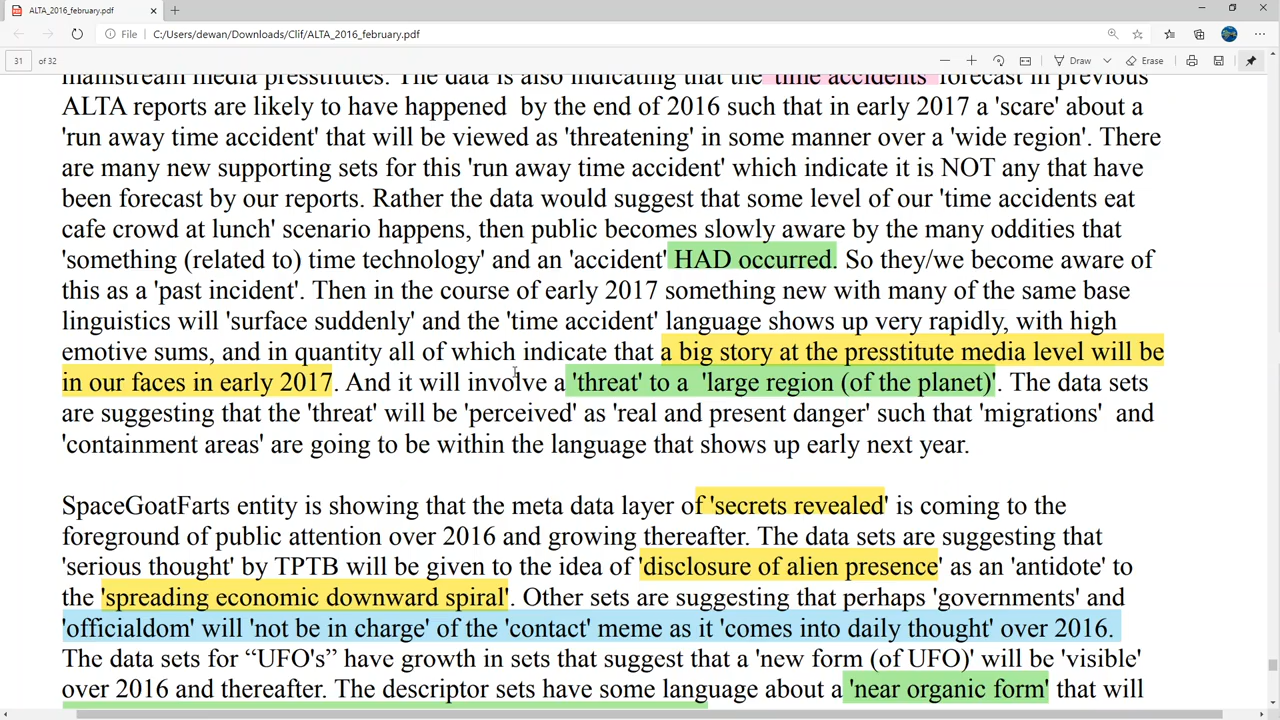 ALTA_2016_february.pdf
File
C:/Users/dewan/Downloads/Clif/ALTA_2016_february.pdf
31 of 32
Draw
Erase
mainstream media presstitutes. The data is also indicating that the 'time accidents' forecast in previous
ALTA reports are likely to have happened by the end of 2016 such that in early 2017 a 'scare' about a
'run away time accident' that will be viewed as 'threatening' in some manner over a 'wide region'. There
are many new supporting sets for this 'run away time accident' which indicate it is NOT any that have
been forecast by our reports. Rather the data would suggest that some level of our 'time accidents eat
cafe crowd at lunch' scenario happens, then public becomes slowly aware by the many oddities that
'something (related to) time technology' and an 'accident' HAD occurred. So they/we become aware of
this as a 'past incident'. Then in the course of early 2017 something new with many of the same base
linguistics will 'surface suddenly' and the 'time accident' language shows up very rapidly, with high
emotive sums, and in quantity all of which indicate that a big story at the presstitute media level will be
in our faces in early 2017. And it will involve a 'threat' to a 'large region (of the planet)'. The data sets
are suggesting that the 'threat' will be 'perceived' as 'real and present danger' such that 'migrations' and
'containment areas' are going to be within the language that shows up early next year.
SpaceGoatFarts entity is showing that the meta data layer of 'secrets revealed' is coming to the
foreground of public attention over 2016 and growing thereafter. The data sets are suggesting that
'serious thought' by TPTB will be given to the idea of 'disclosure of alien presence' as an 'antidote' to
the 'spreading economic downward spiral'. Other sets are suggesting that perhaps 'governments' and
'officialdom' will 'not be in charge' of the 'contact' meme as it 'comes into daily thought' over 2016.
The data sets for “UFO's” have growth in sets that suggest that a 'new form (of UFO)' will be 'visible'
over 2016 and thereafter. The descriptor sets have some language about a 'near organic form' that will